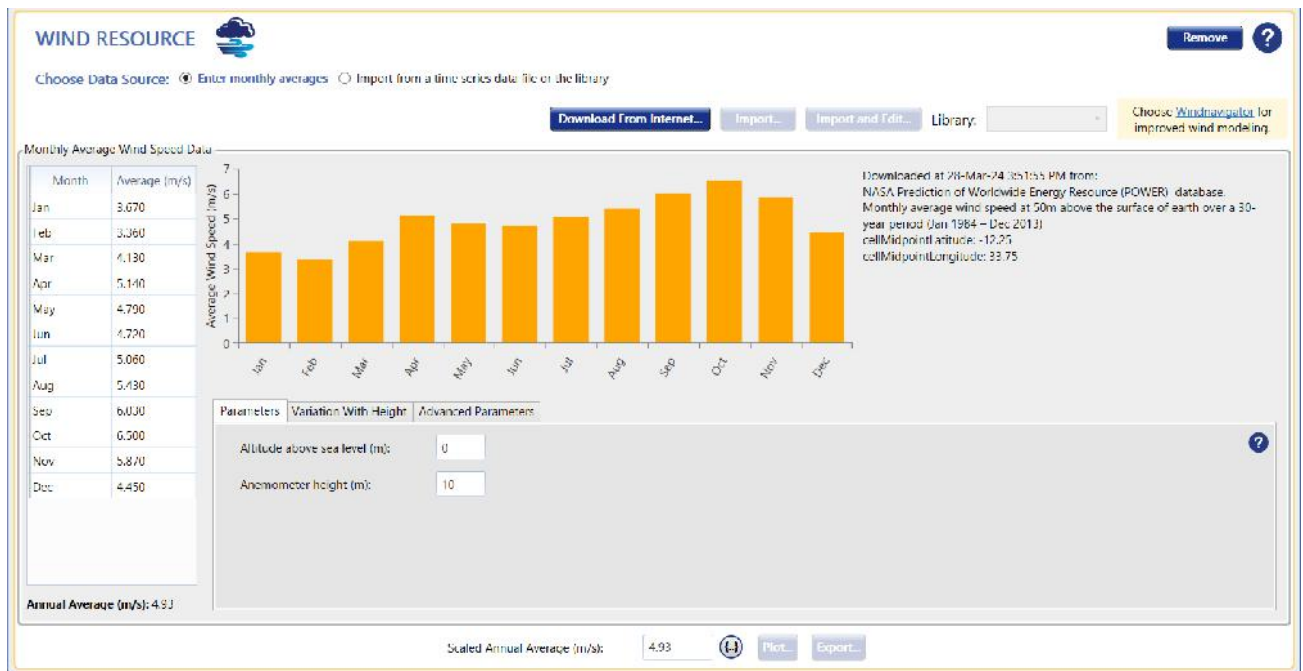 WIND RESOURCE
Remove
?
Choose Data Source: Enter monthly averages Import from a time series data file or the library
Download From Internet... Import... Import and Edit... Library:
Choose Windnavigator for
improved wind modeling.
Monthly Average Wind Speed Data
Month Average (m/s)
Jan 3.670
Feb 3.360
Mar 4.130
Apr 5.140
May 4.790
Jun 4.720
Jul 5.060
Aug 5.430
Sep 6.030
Oct 6.500
Nov 5.870
Dec 4.450
Annual Average (m/s): 4.93
Average Wind Speed (m/s)
7
6
5
4
3
2
1
0
Jan Feb Mar Apr May Jun Jul Aug Sep Oct Nov Dec
Downloaded at 28-Mar-24 3:51:55 PM from:
NASA Prediction of Worldwide Energy Resource (POWER) database.
Monthly average wind speed at 50m above the surface of earth over a 30-
year period (Jan 1984 – Dec 2013)
cellMidpointLatitude: -12.25
cellMidpointLongitude: 33.75
Parameters Variation With Height Advanced Parameters
Altitude above sea level (m): 0
?
Anemometer height (m): 10
Scaled Annual Average (m/s): 4.93 {..} Plot... Export...